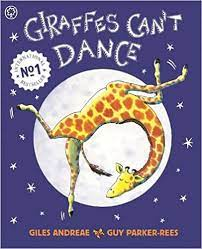 GIRAFFES CAN'T
DANCE
INTERNATIONAL
No1
BESTSELLER
GILES ANDREAE
GUY PARKER-REES